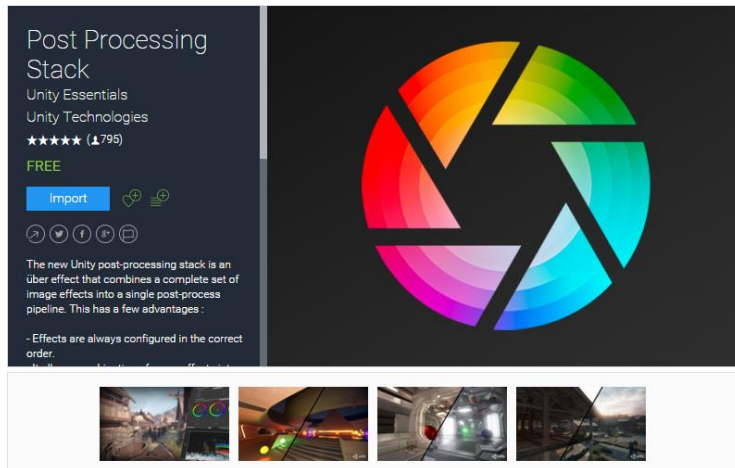 Post Processing
Stack
Unity Essentials
Unity Technologies
★★★★★ (795)
FREE
Import
The new Unity post-processing stack is an
über effect that combines a complete set of
image effects into a single post-process
pipeline. This has a few advantages :
- Effects are always configured in the correct
order.